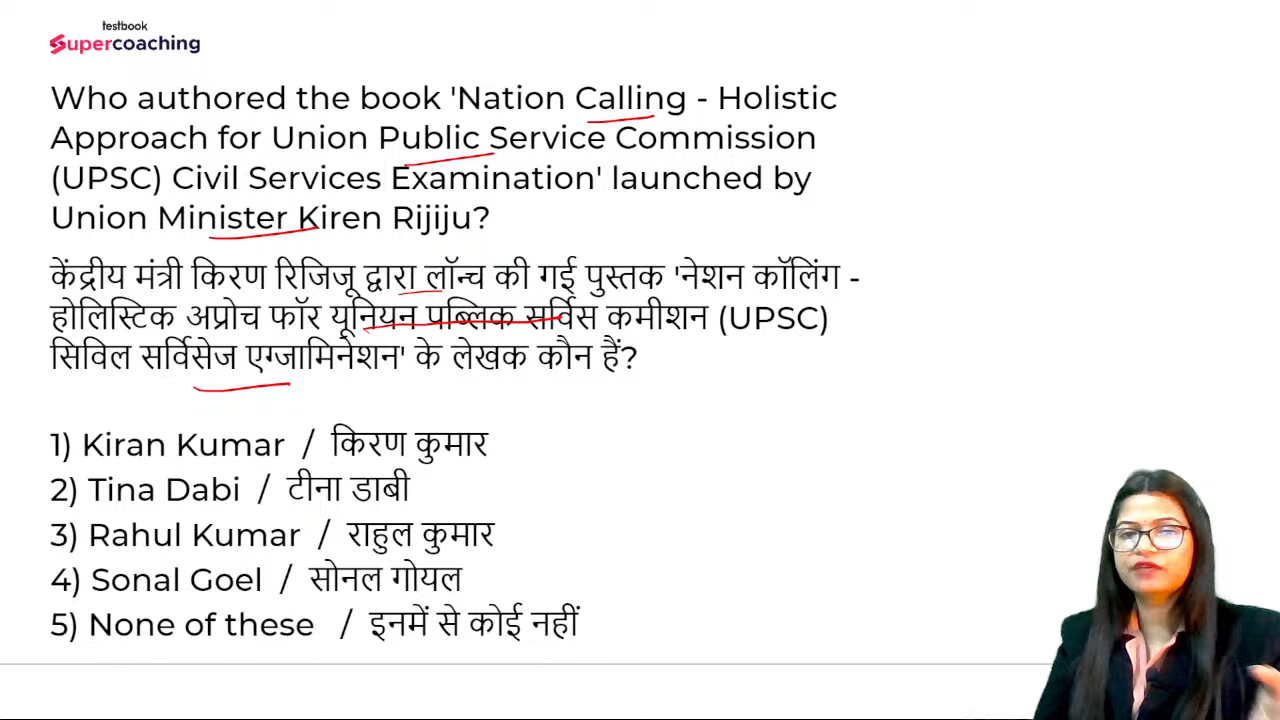 testbook
Supercoaching
Who authored the book 'Nation Calling - Holistic
Approach for Union Public Service Commission
(UPSC) Civil Services Examination' launched by
Union Minister Kiren Rijiju?
केंद्रीय मंत्री किरण रिजिजू द्वारा लॉन्च की गई पुस्तक 'नेशन कॉलिंग -
होलिस्टिक अप्रोच फॉर यूनियन पब्लिक सर्विस कमीशन (UPSC)
सिविल सर्विसेज एग्जामिनेशन' के लेखक कौन हैं?
1) Kiran Kumar / किरण कुमार
2) Tina Dabi / टीना डाबी
3) Rahul Kumar / राहुल कुमार
4) Sonal Goel / सोनल गोयल
5) None of these / इनमें से कोई नहीं